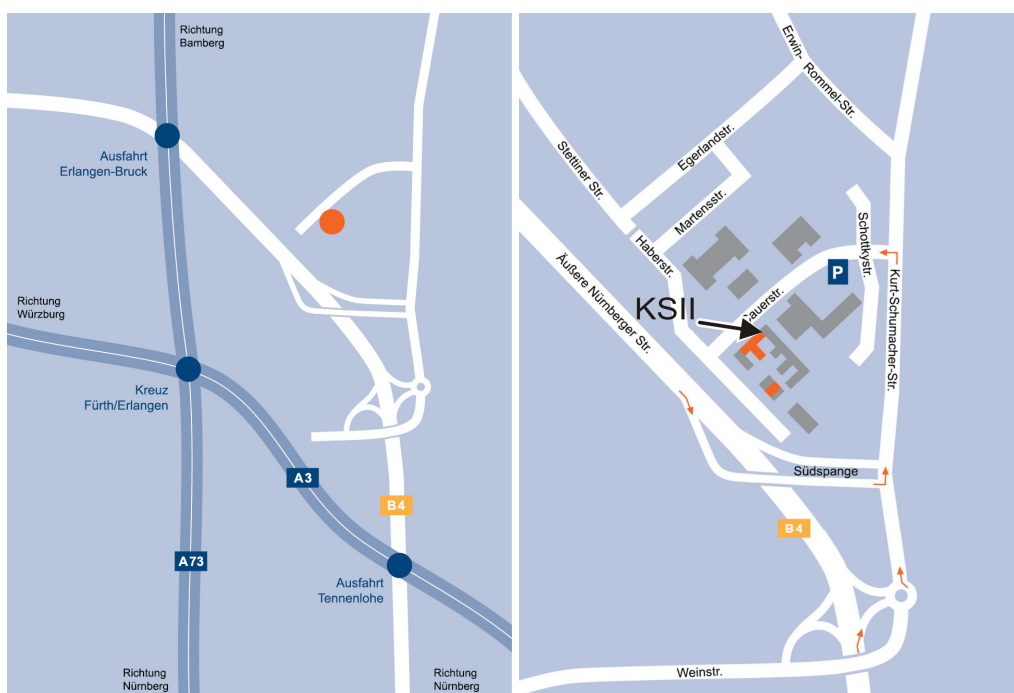 Richtung
Bamberg
Ausfahrt
Erlangen-Bruck
Richtung
Würzburg
Kreuz
Fürth/Erlangen
A3
B4
A73
Ausfahrt
Tennenlohe
Richtung
Nürnberg
Richtung
Nürnberg
Erwin-Rommel-Str.
Egerlandstr.
Stettiner Str.
Martensstr.
Haberstr.
Schottkystr.
Äußere Nürnberger Str.
P
KSII
auerstr.
Kurt-Schumacher-Str.
Südspange
B4
Weinstr.